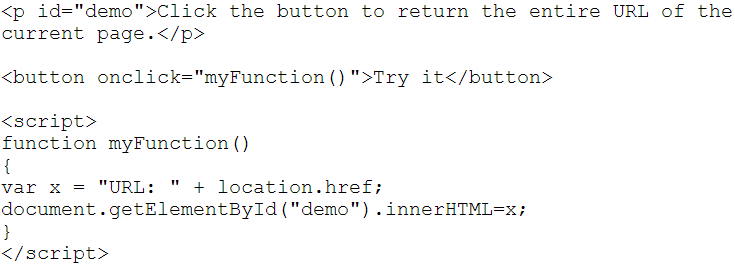 <p id="demo">Click the button to return the entire URL of the
current page.</p>
<button onclick="myFunction()">Try it</button>
<script>
function myFunction()
{
var x = "URL: " + location.href;
document.getElementById("demo").innerHTML=x;
}
</script>